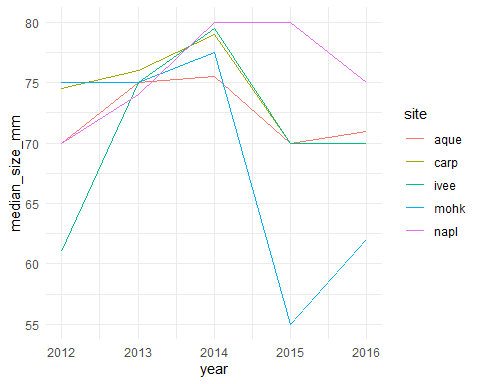 80
75
70
65
60
55
median_size_mm
2012 2013 2014 2015 2016
year
site
aque
carp
ivee
mohk
napl